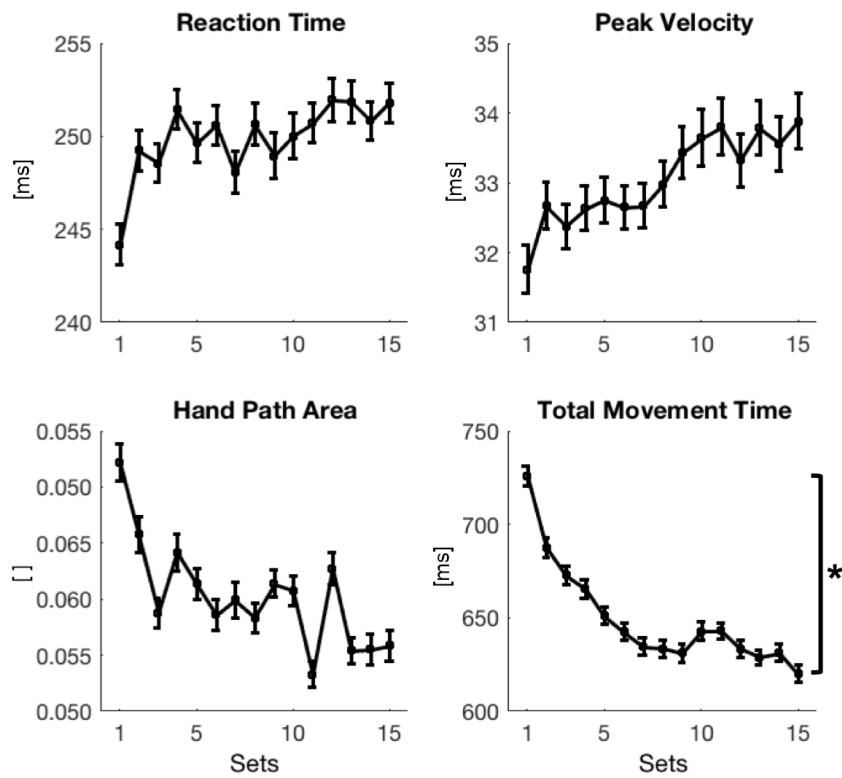 Reaction Time
255
250
245
240
[ms]
1 5 10 15
Peak Velocity
35
34
33
32
31
[ms]
1 5 10 15
Hand Path Area
0.055
0.050
0.065
0.060
0.055
0.050
[ ]
1 5 10 15
Sets
Total Movement Time
750
700
650
600
[ms]
1 5 10 15
Sets
*